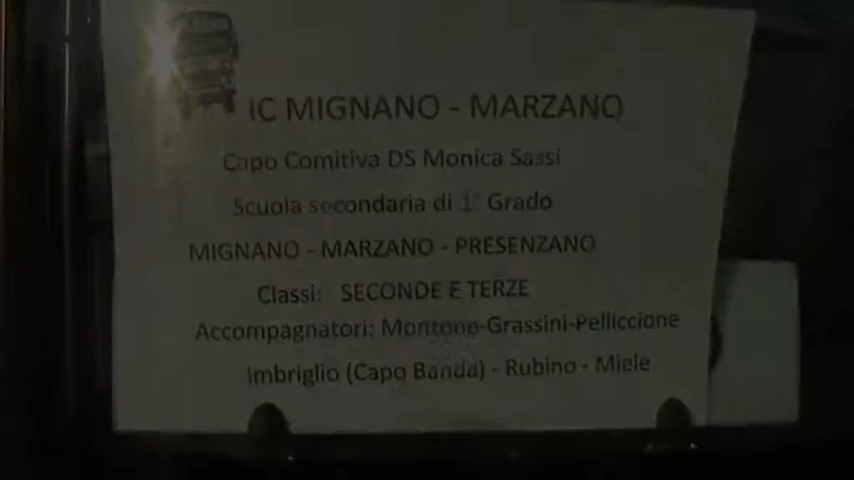 IC MIGNANO - MARZANO
Capo Comitiva DS Monica Sassi
Scuola secondaria di 1° Grado
MIGNANO - MARZANO - PRESENZANO
Classi: SECONDE E TERZE
Accompagnatori: Montone-Grassini-Pelliccione
Imbriglio (Capo Banda) - Rubino - Miele